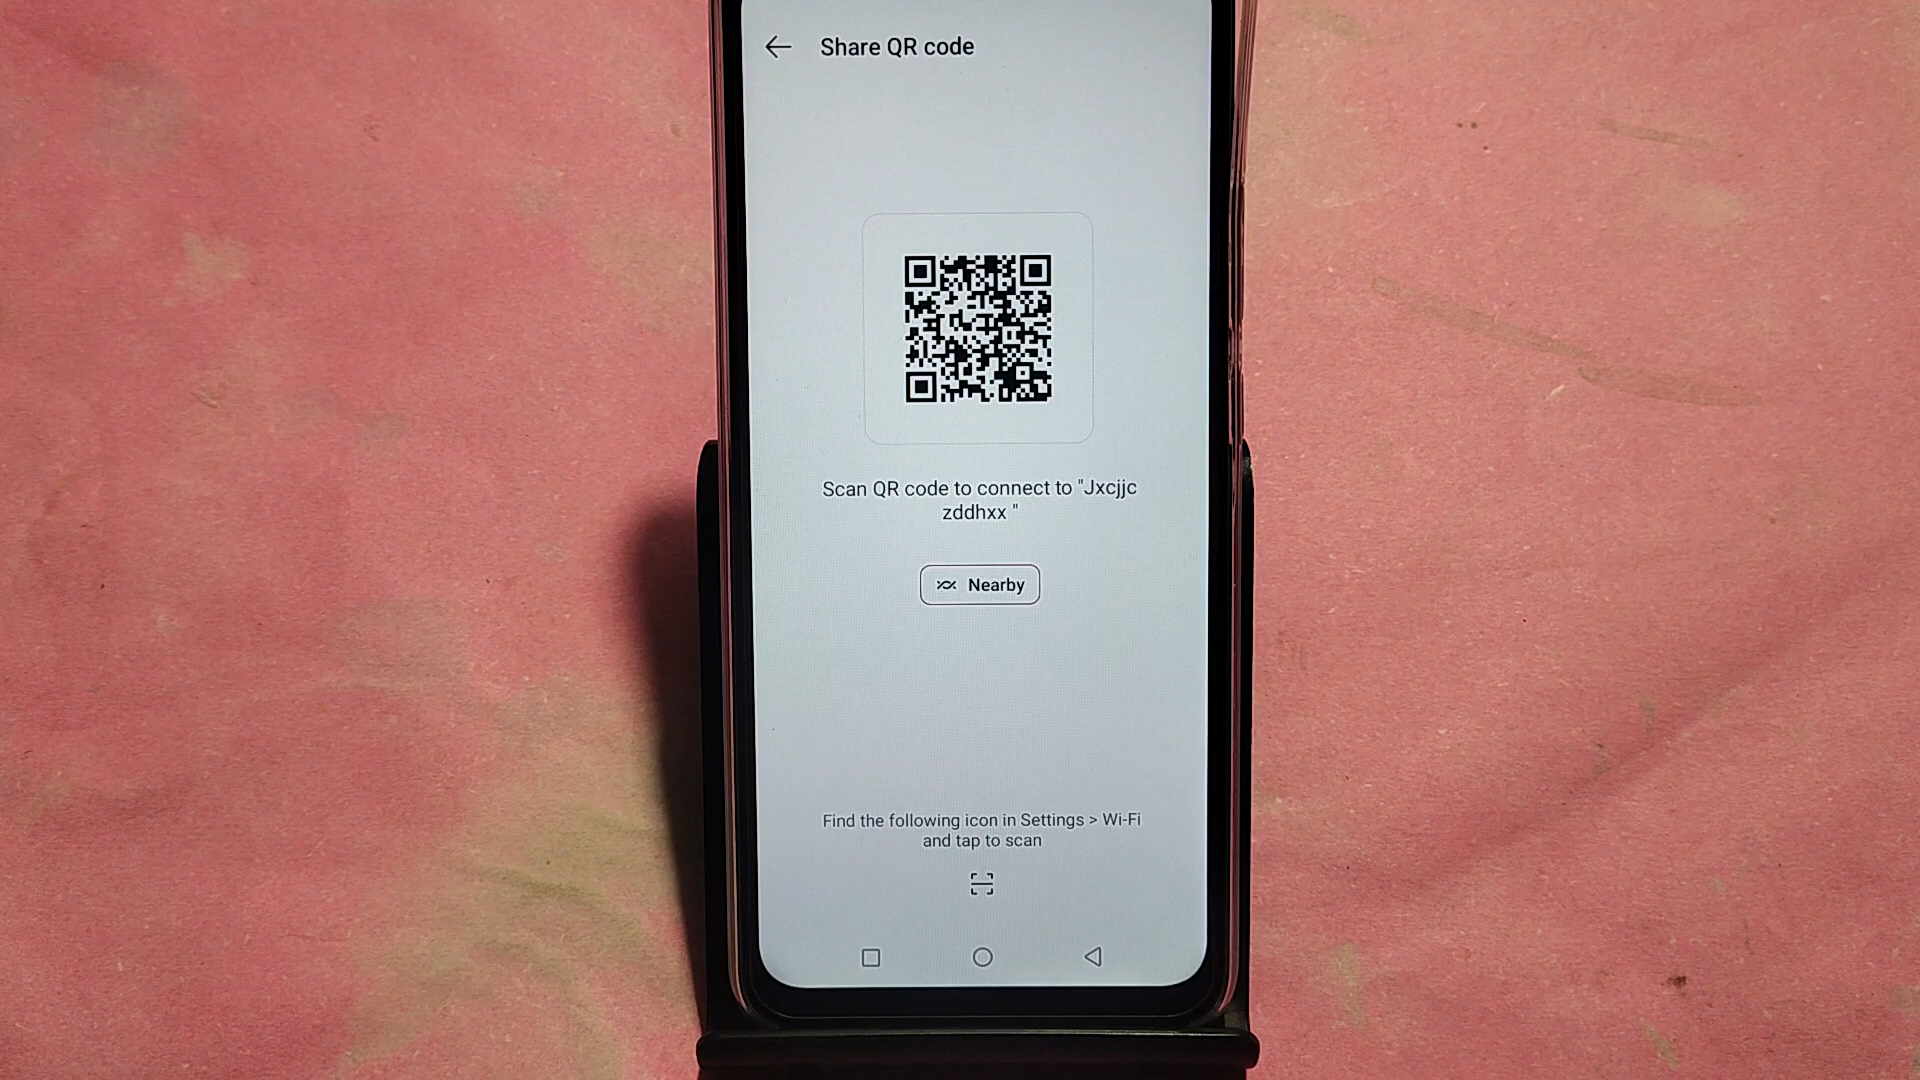 Share QR code
Scan QR code to connect to "Jxcjjc
zddhxx "
Nearby
Find the following icon in Settings > Wi-Fi
and tap to scan